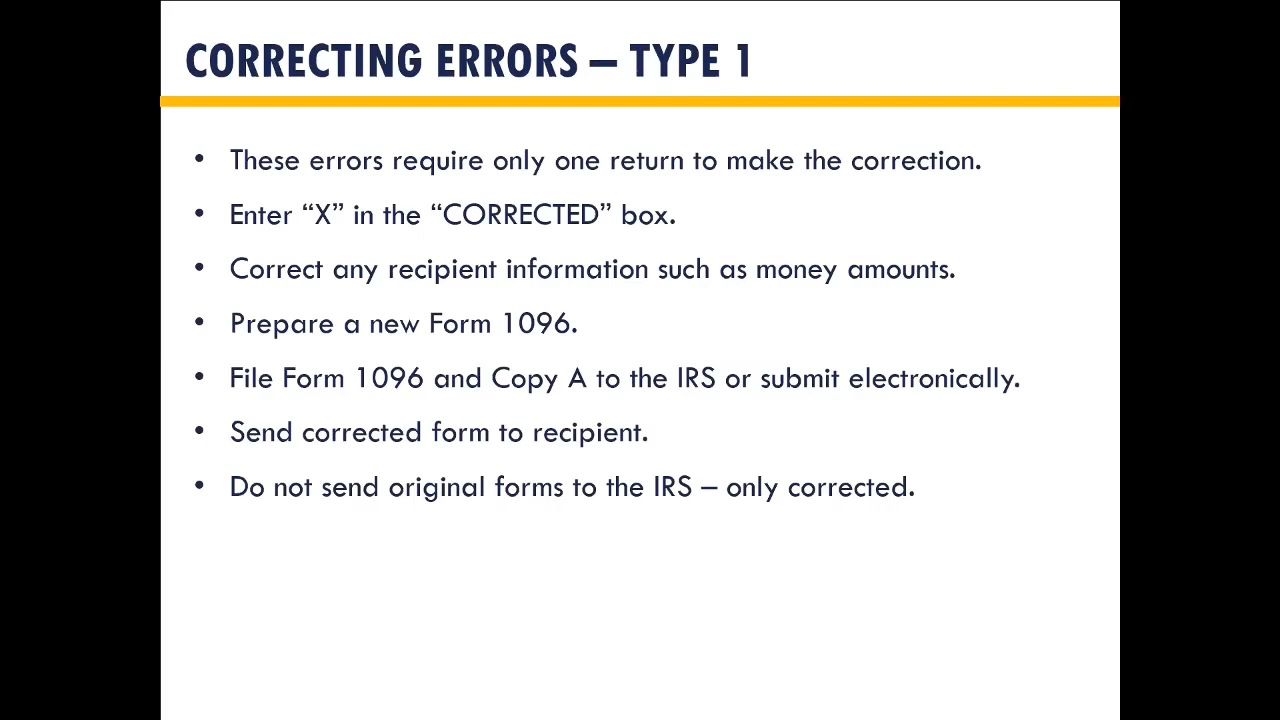 CORRECTING ERRORS – TYPE 1
• These errors require only one return to make the correction.
• Enter “X” in the “CORRECTED” box.
• Correct any recipient information such as money amounts.
• Prepare a new Form 1096.
• File Form 1096 and Copy A to the IRS or submit electronically.
• Send corrected form to recipient.
• Do not send original forms to the IRS – only corrected.